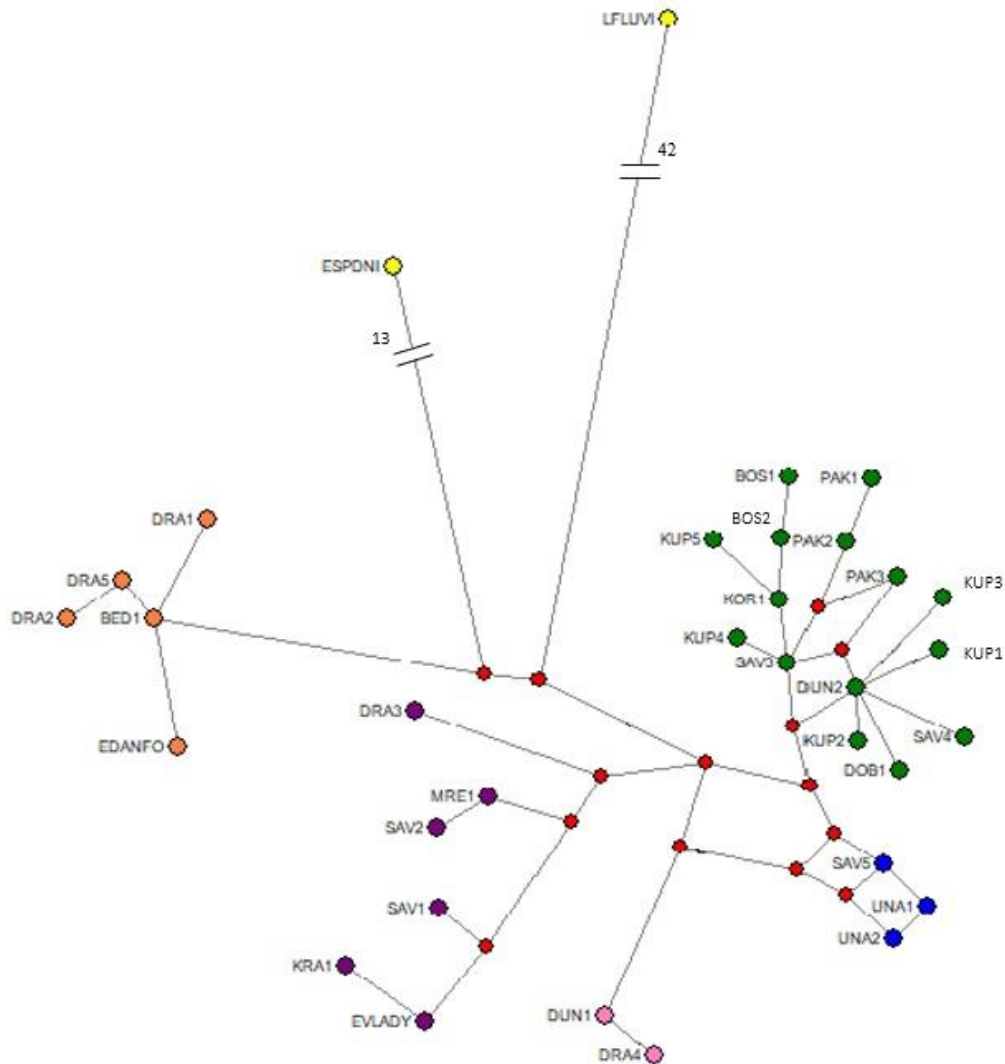 LFLUVI
42
ESPDNI
13
BOS1
PAK1
BOS2
KUP5
PAK2
DRA1
PAK3
KUP3
DRA5
KOR1
DRA2
BED1
KUP4
KUP1
SAV3
DUN2
DRA3
EDANFO
KUP2
SAV4
DOB1
MRE1
SAV2
SAV5
SAV1
UNA1
UNA2
KRA1
EVLADY
DUN1
DRA4